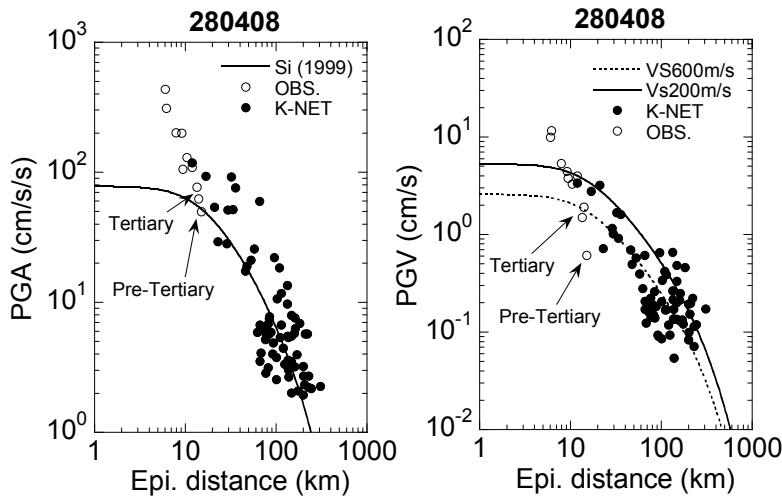 280408
Si (1999)
OBS.
K-NET
Tertiary
Pre-Tertiary
PGA (cm/s/s)
10^3
10^2
10^1
10^0
1 10 100 1000
Epi. distance (km)
280408
VS600m/s
Vs200m/s
K-NET
OBS.
Tertiary
Pre-Tertiary
PGV (cm/s)
10^2
10^1
10^0
10^-1
10^-2
1 10 100 1000
Epi. distance (km)